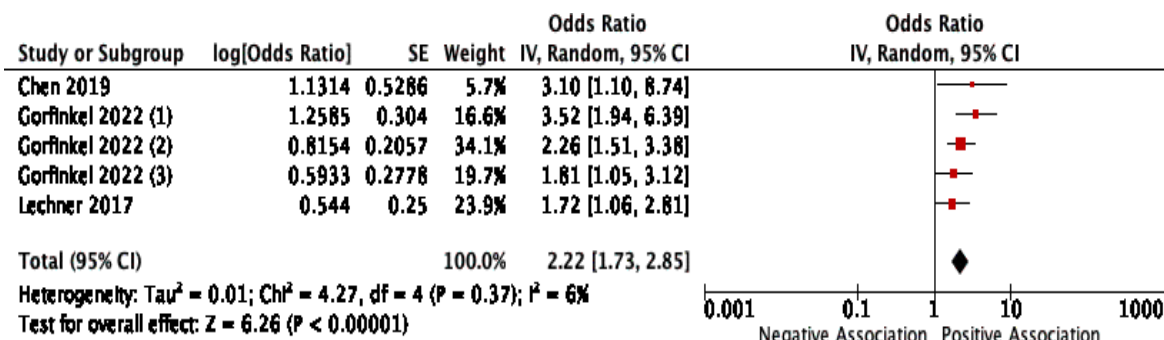 Odds Ratio Odds Ratio
Study or Subgroup log[Odds Ratio] SE Weight IV, Random, 95% CI IV, Random, 95% CI
Chen 2019 1.1314 0.5286 5.7% 3.10 [1.10, 8.74]
Gorfinkel 2022 (1) 1.2585 0.304 16.6% 3.52 [1.94, 6.39]
Gorfinkel 2022 (2) 0.8154 0.2057 34.1% 2.26 [1.51, 3.38]
Gorfinkel 2022 (3) 0.5933 0.2778 19.7% 1.81 [1.05, 3.12]
Lechner 2017 0.544 0.25 23.9% 1.72 [1.06, 2.81]
Total (95% CI) 100.0% 2.22 [1.73, 2.85]
Heterogeneity: Tau² = 0.01; Chi² = 4.27, df = 4 (P = 0.37); I² = 6%
Test for overall effect: Z = 6.26 (P < 0.00001)
0.001 0.1 1 10 1000
Negative Association Positive Association